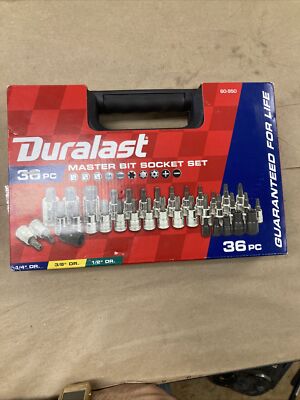 60-950
Duralast
MASTER BIT SOCKET SET
36 PC
GUARANTEED FOR LIFE
36 PC
1/4" DR.
3/8" DR.
1/2" DR.